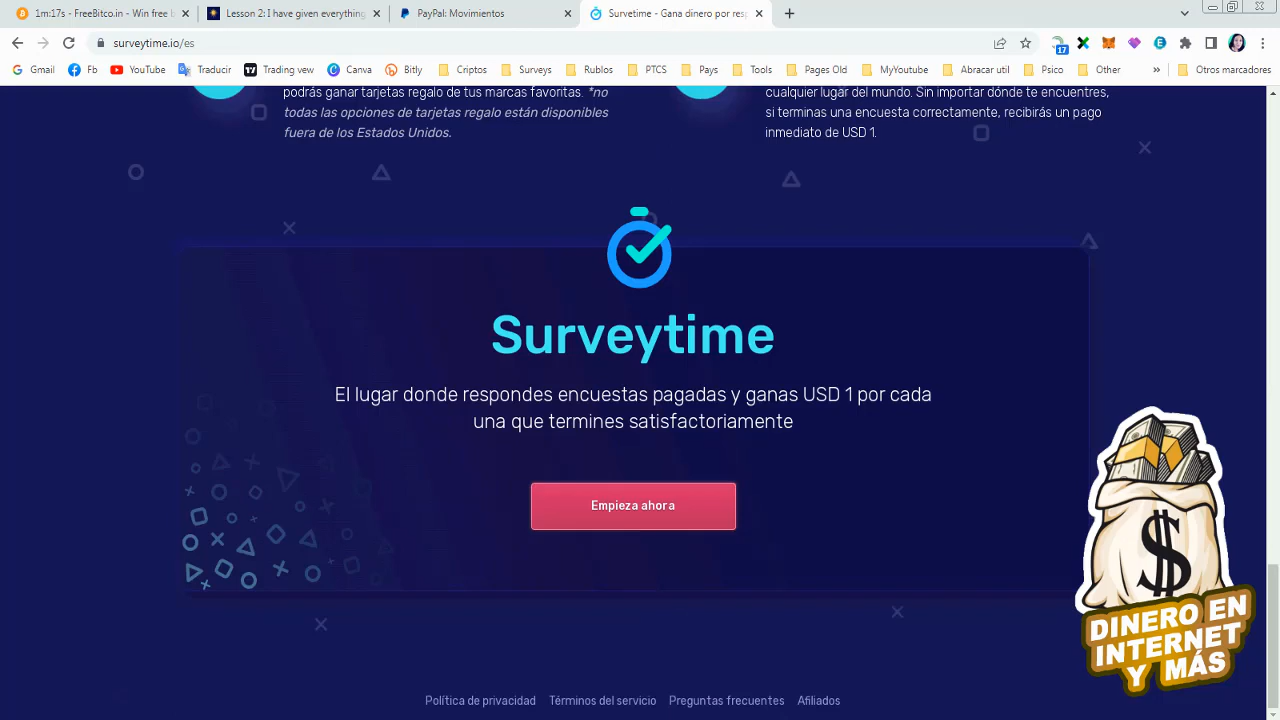 1m:17s - FreeBitco.in - Win free b
Lesson 2: I have given everything
PayPal: Movimientos
Surveytime - Gana dinero por resp
surveytime.io/es
17
Gmail
Fb
YouTube
Traducir
Trading vew
Canva
Bitly
Cripto
Surveys
Rublos
PTCS
Pays
Tools
Pages Old
MyYoutube
Abracar util
Psico
Other
Otros marcadores
podrás ganar tarjetas regalo de tus marcas favoritas. *no
todas las opciones de tarjetas regalo están disponibles
fuera de los Estados Unidos.
cualquier lugar del mundo. Sin importar dónde te encuentres,
si terminas una encuesta correctamente, recibirás un pago
inmediato de USD 1.
Surveytime
El lugar donde respondes encuestas pagadas y ganas USD 1 por cada
una que termines satisfactoriamente
Empieza ahora
$
DINERO EN
INTERNET
Y MÁS
Política de privacidad
Términos del servicio
Preguntas frecuentes
Afiliados